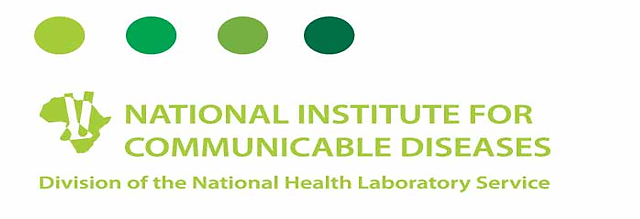 NATIONAL INSTITUTE FOR
COMMUNICABLE DISEASES
Division of the National Health Laboratory Service